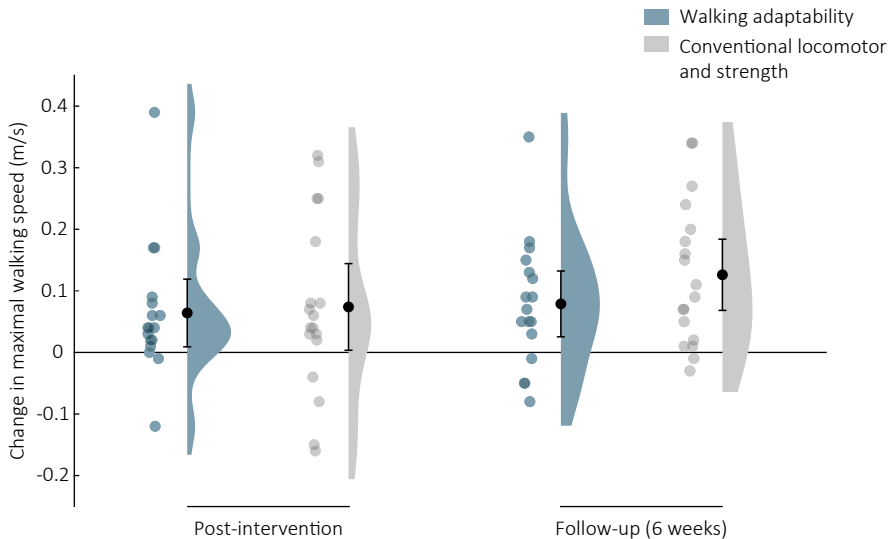 Walking adaptability
Conventional locomotor
and strength
Change in maximal walking speed (m/s)
0.4
0.3
0.2
0.1
0
-0.1
-0.2
Post-intervention
Follow-up (6 weeks)